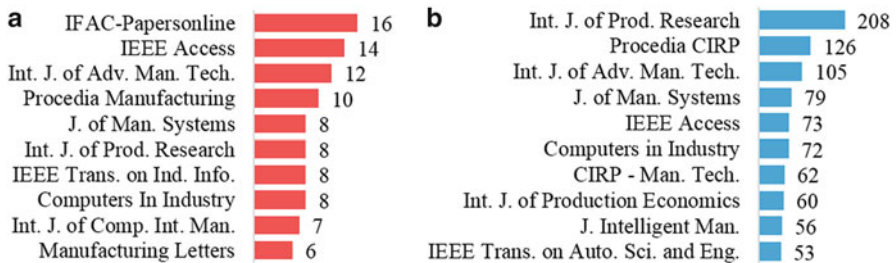 a
IFAC-Papersonline 16
IEEE Access 14
Int. J. of Adv. Man. Tech. 12
Procedia Manufacturing 10
J. of Man. Systems 8
Int. J. of Prod. Research 8
IEEE Trans. on Ind. Info. 8
Computers In Industry 8
Int. J. of Comp. Int. Man. 7
Manufacturing Letters 6
b
Int. J. of Prod. Research 208
Procedia CIRP 126
Int. J. of Adv. Man. Tech. 105
J. of Man. Systems 79
IEEE Access 73
Computers in Industry 72
CIRP - Man. Tech. 62
Int. J. of Production Economics 60
J. Intelligent Man. 56
IEEE Trans. on Auto. Sci. and Eng. 53